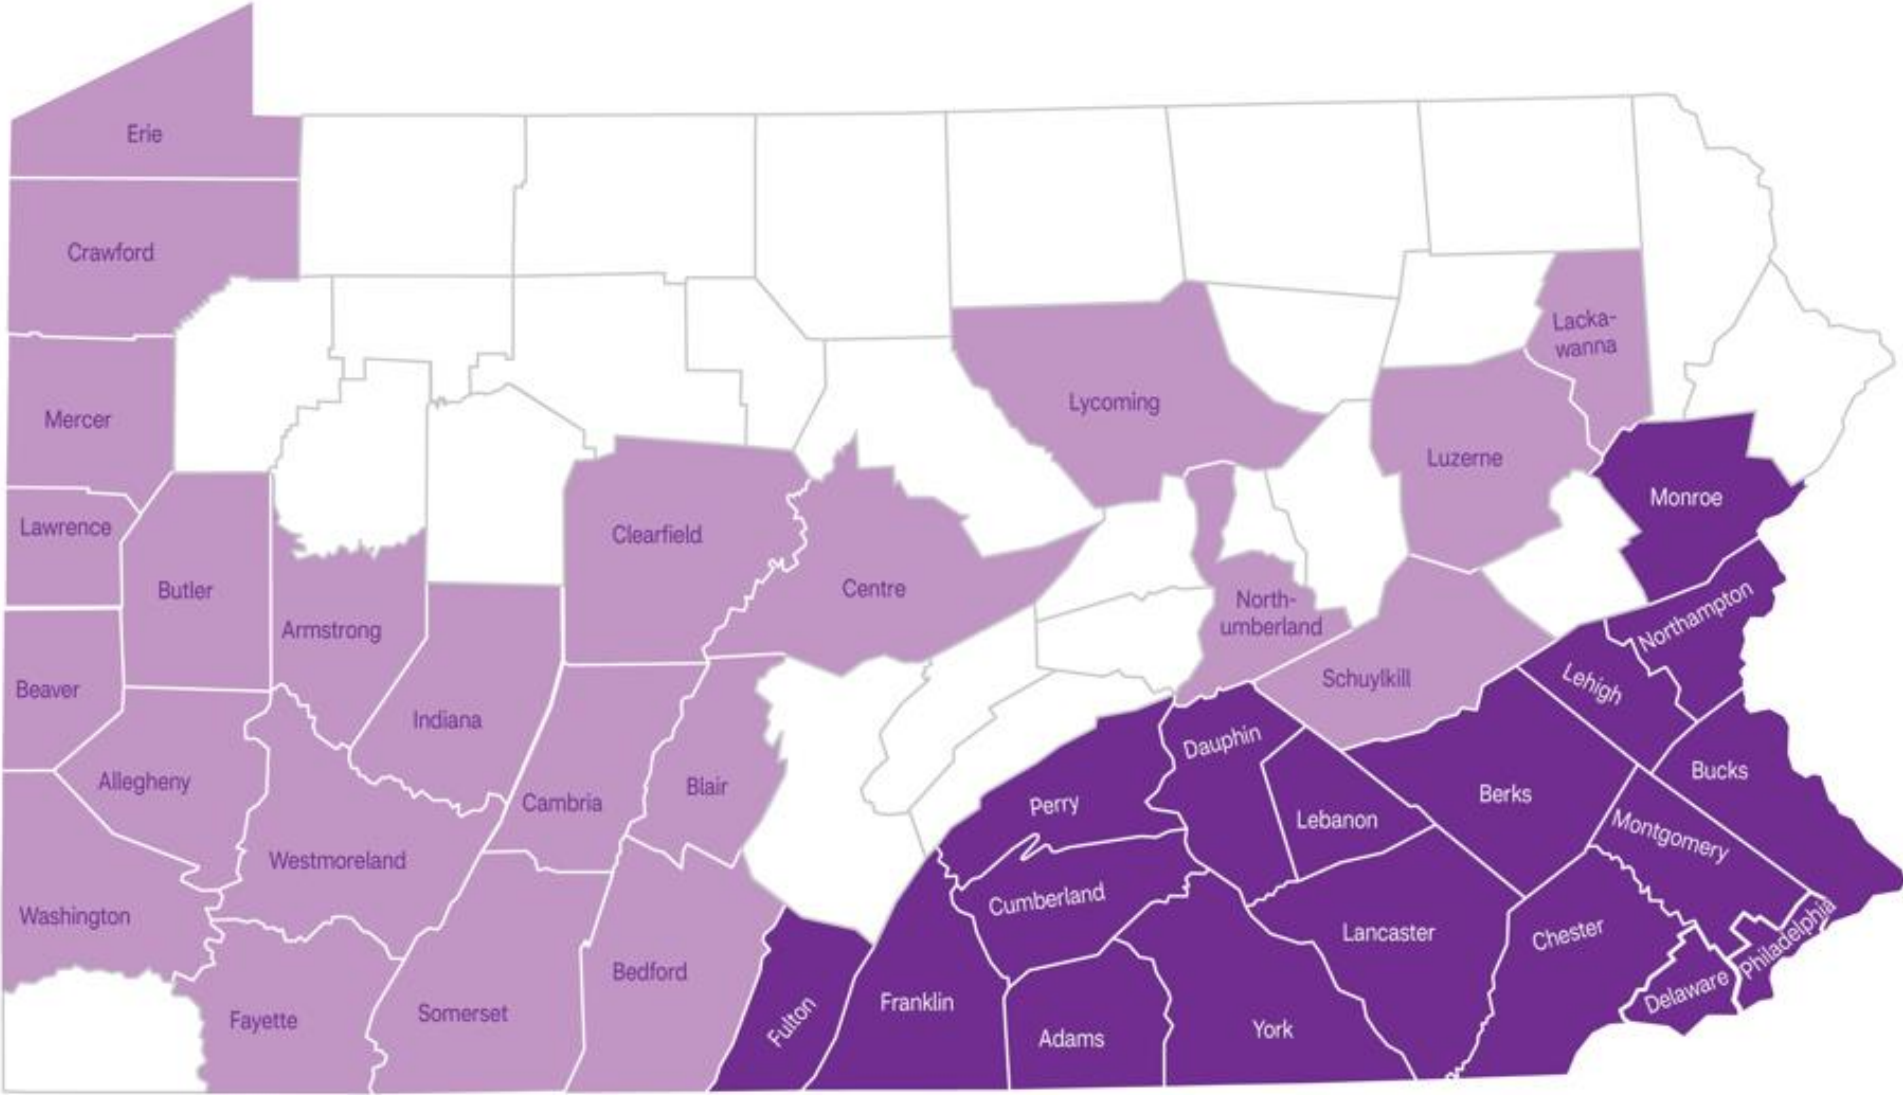 Erie
Crawford
Lacka-
wanna
Mercer
Lycoming
Luzerne
Monroe
Lawrence
Clearfield
Butler
Centre
Armstrong
North-
umberland
Northampton
Beaver
Schuylkill
Lehigh
Indiana
Dauphin
Allegheny
Blair
Cambria
Perry
Lebanon
Berks
Bucks
Montgomery
Westmoreland
Cumberland
Washington
Lancaster
Chester
Philadelphia
Bedford
Delaware
Fayette
Somerset
Fulton
Franklin
Adams
York